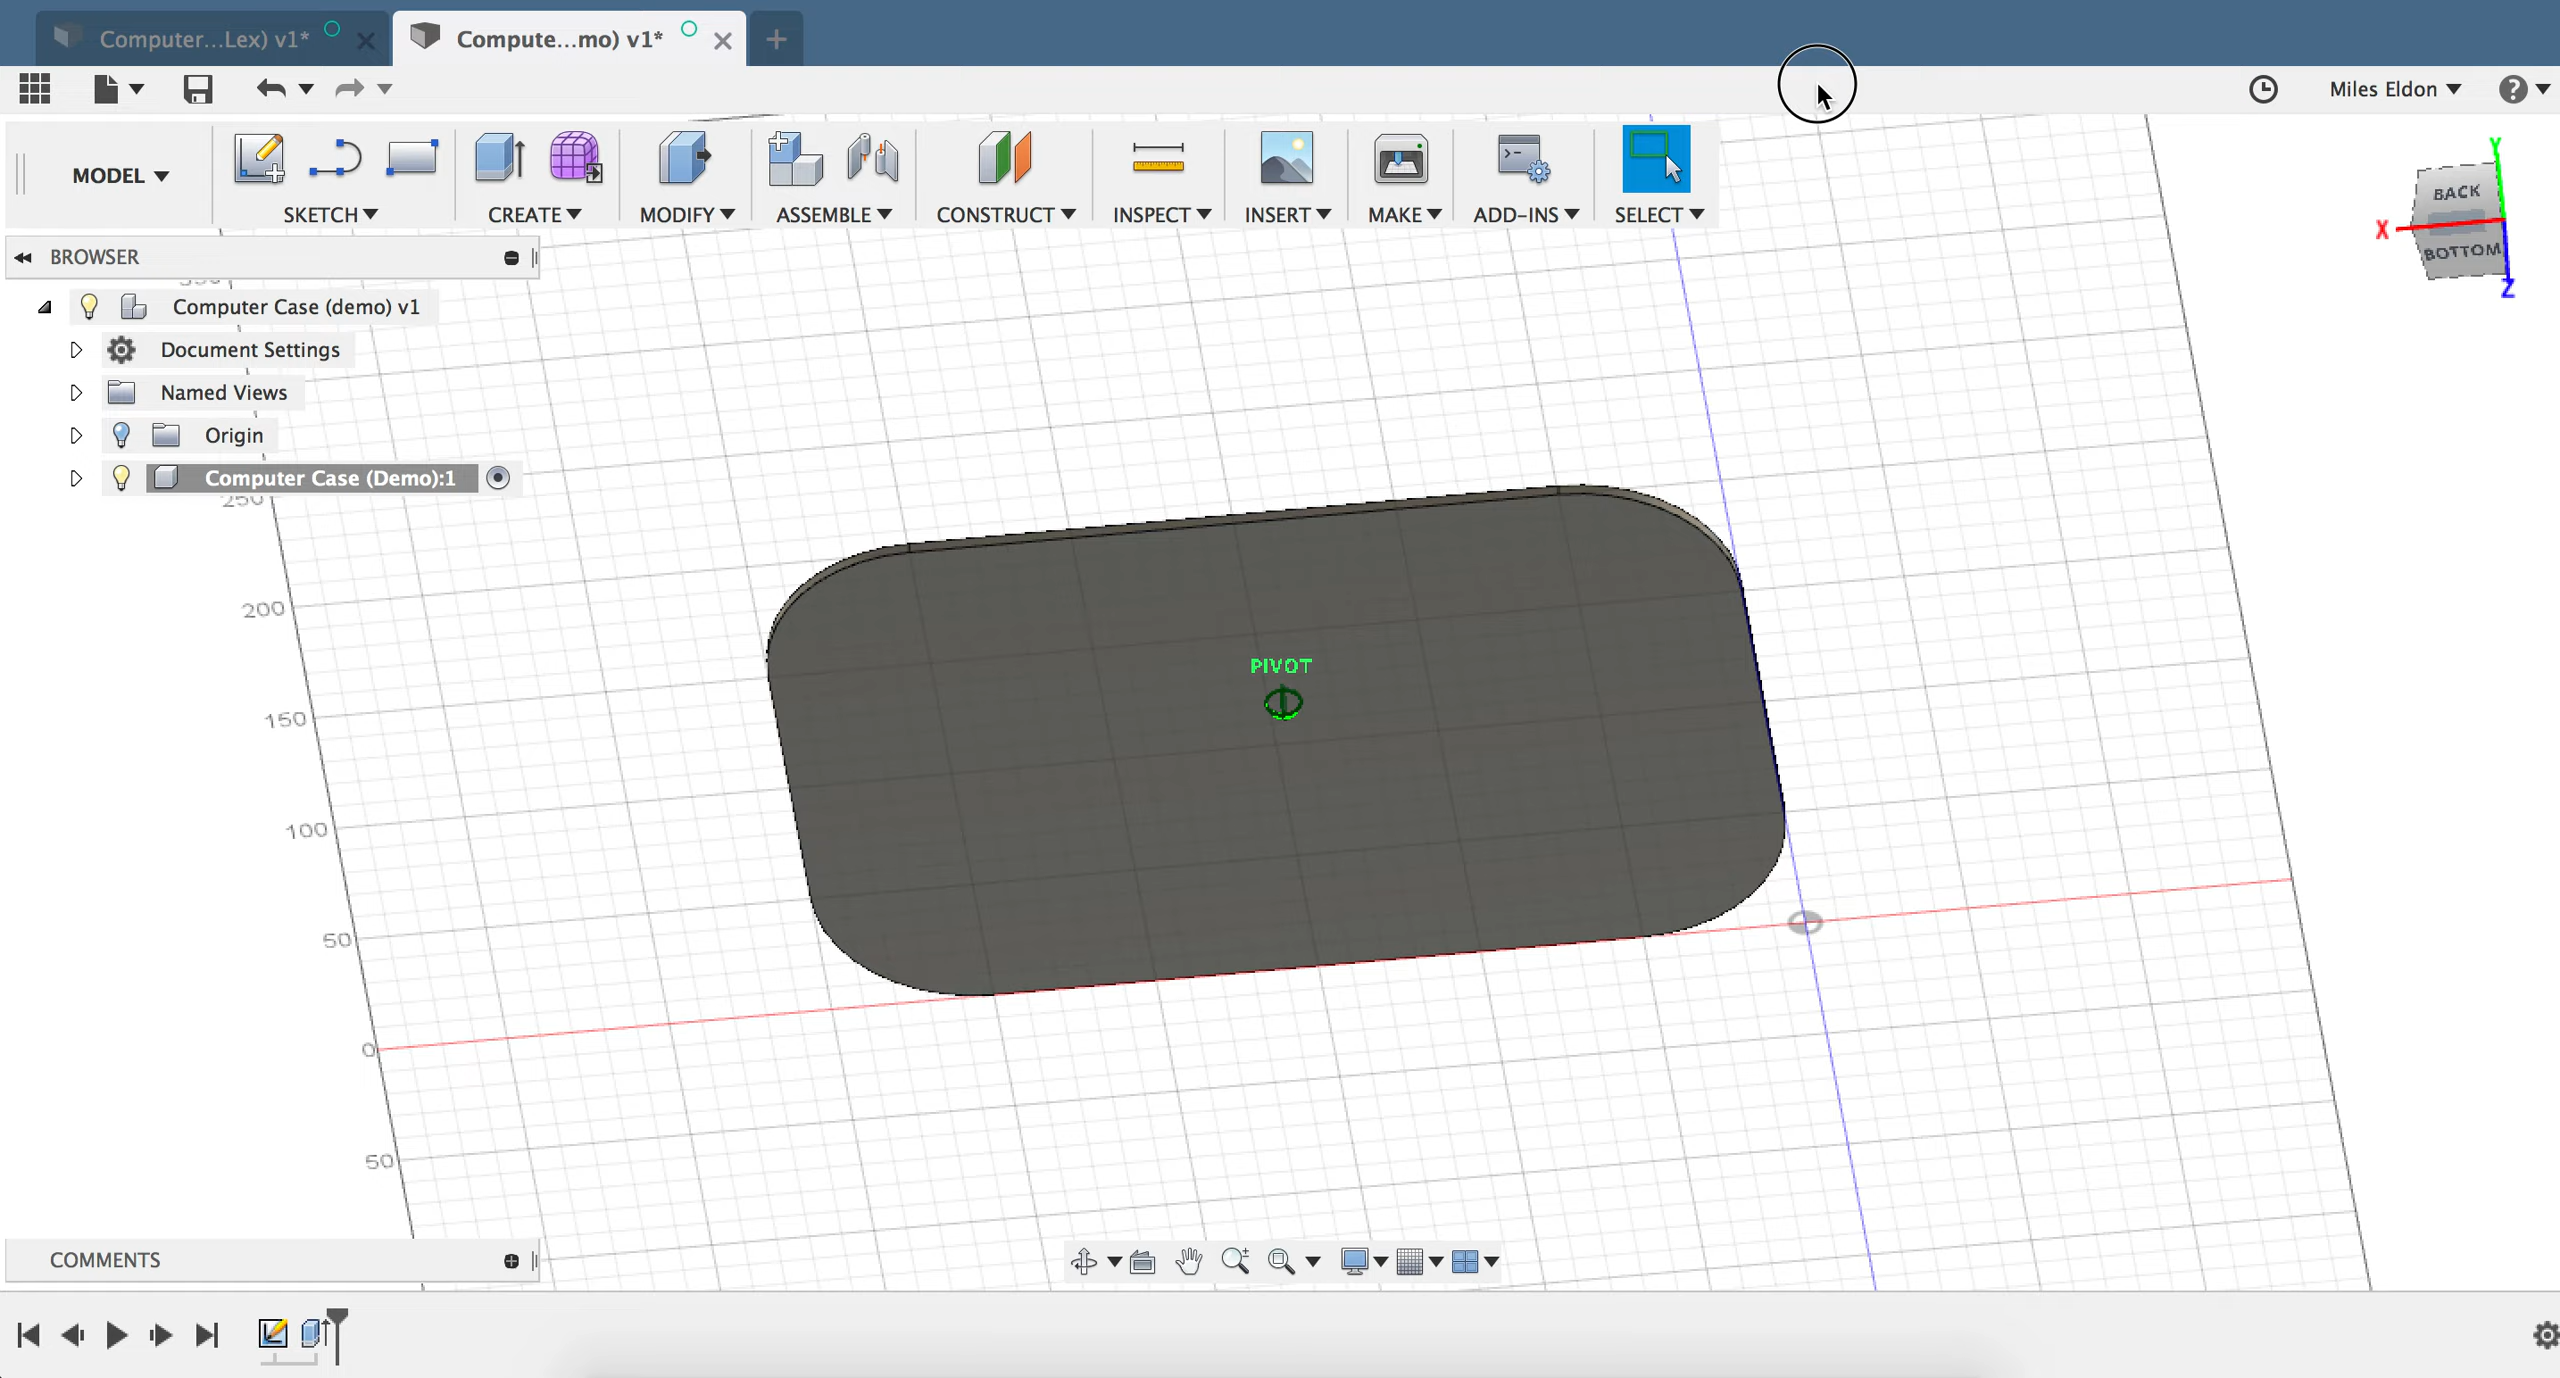 Computer...Lex) v1*
Compute...mo) v1*
Miles Eldon
MODEL
SKETCH
CREATE
MODIFY
ASSEMBLE
CONSTRUCT
INSPECT
INSERT
MAKE
ADD-INS
SELECT
Y
BACK
X
BOTTOM
Z
BROWSER
Computer Case (demo) v1
Document Settings
Named Views
Origin
Computer Case (Demo):1
250
200
150
100
50
0
50
PIVOT
COMMENTS